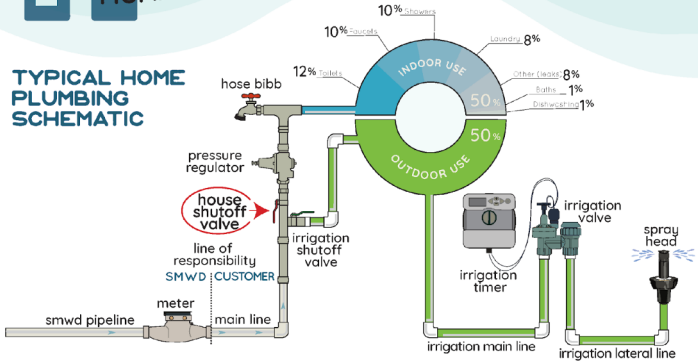 TYPICAL HOME
PLUMBING
SCHEMATIC
10% Showers
10% Faucets
12% Toilets
Laundry 8%
Other Leaks 8%
Baths 1%
Dishwashing 1%
INDOOR USE
50%
50%
OUTDOOR USE
hose bibb
pressure
regulator
house
shutoff
valve
irrigation
shutoff
valve
line of
responsibility
SMWD CUSTOMER
meter
smwd pipeline
main line
irrigation
timer
irrigation
valve
spray
head
irrigation main line
irrigation lateral line